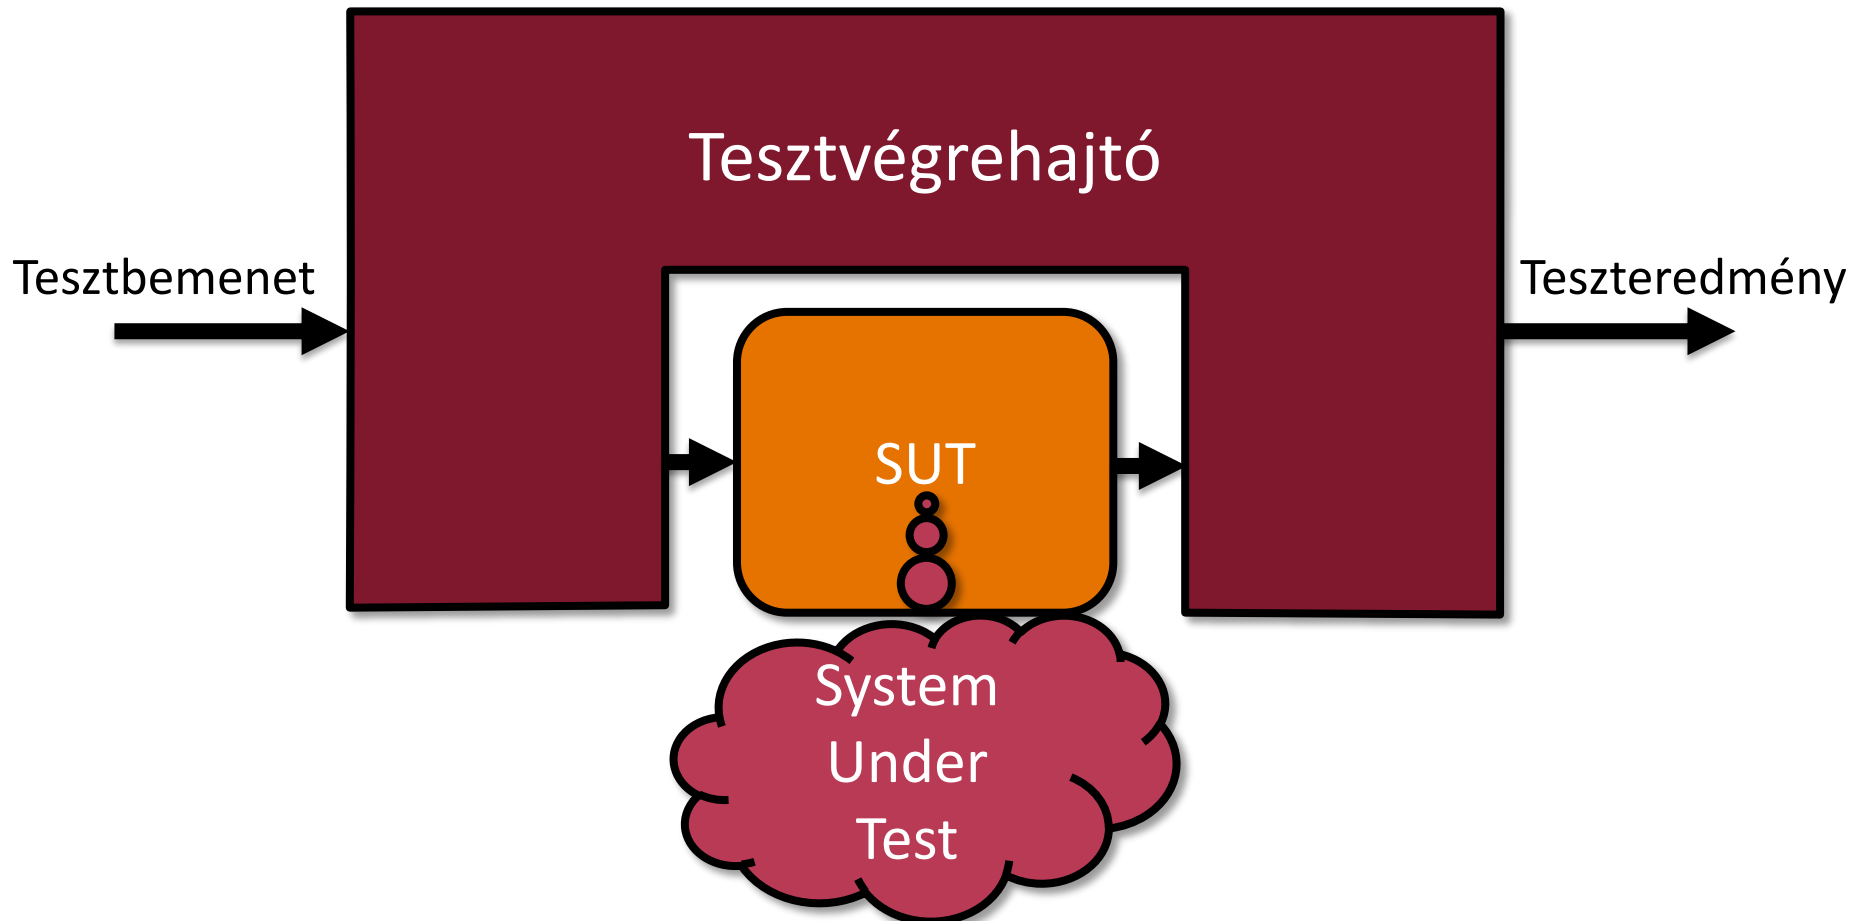 Tesztvégrehajtó
Tesztbemenet
Teszteredmény
SUT
System
Under
Test